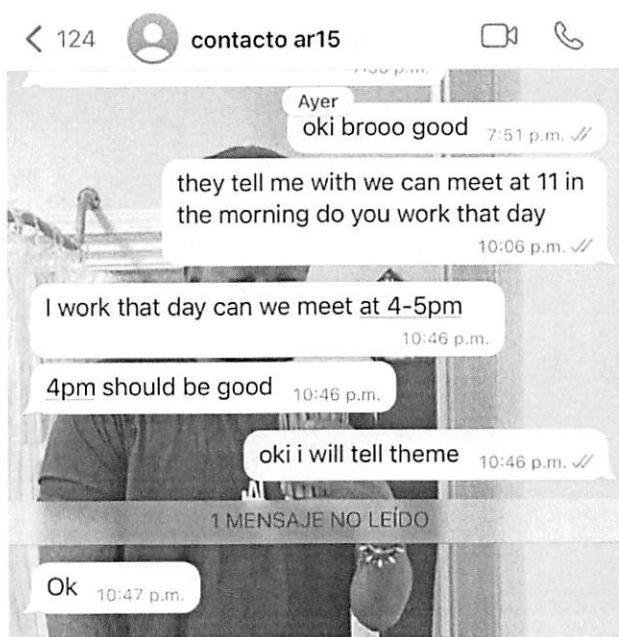 124
contacto ar15
Ayer
oki brooo good 7:51 p.m.
they tell me with we can meet at 11 in
the morning do you work that day
10:06 p.m.
I work that day can we meet at 4-5pm
10:46 p.m.
4pm should be good 10:46 p.m.
oki i will tell theme 10:46 p.m.
1 MENSAJE NO LEÍDO
Ok 10:47 p.m.